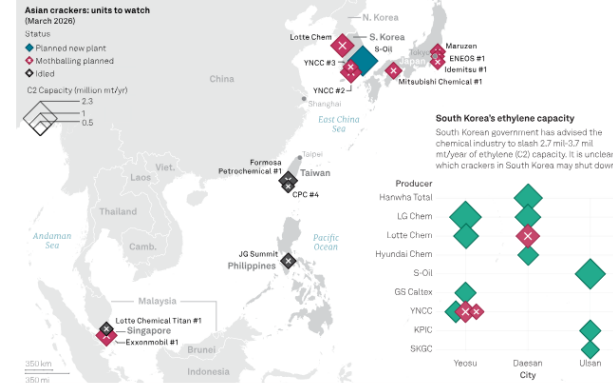 Asian crackers: units to watch
(March 2026)
Status
Planned new plant
Mothballing planned
Idled
C2 Capacity (million mt/yr)
2.3
1
0.5
N. Korea
S. Korea
Lotte Chem
S-Oil
YNCC #3
YNCC #2
Tokyo
Japan
Maruzen
ENEOS #1
Idemitsu #1
Mitsubishi Chemical #1
China
Shanghai
East China
Sea
Taipei
Formosa
Petrochemical #1
Taiwan
CPC #4
Viet.
Laos
Thailand
Camb.
Andaman
Sea
Pacific
Ocean
JG Summit
Philippines
Malaysia
Lotte Chemical Titan #1
Singapore
Exxonmobil #1
Brunei
Indonesia
350 km
350 mi
South Korea's ethylene capacity
South Korean government has advised the
chemical industry to slash 2.7 mil-3.7 mil
mt/year of ethylene (C2) capacity. It is unclear
which crackers in South Korea may shut down
Producer
Hanwha Total
LG Chem
Lotte Chem
Hyundai Chem
S-Oil
GS Caltex
YNCC
KPIC
SKGC
Yeosu
Daesan
Ulsan
City